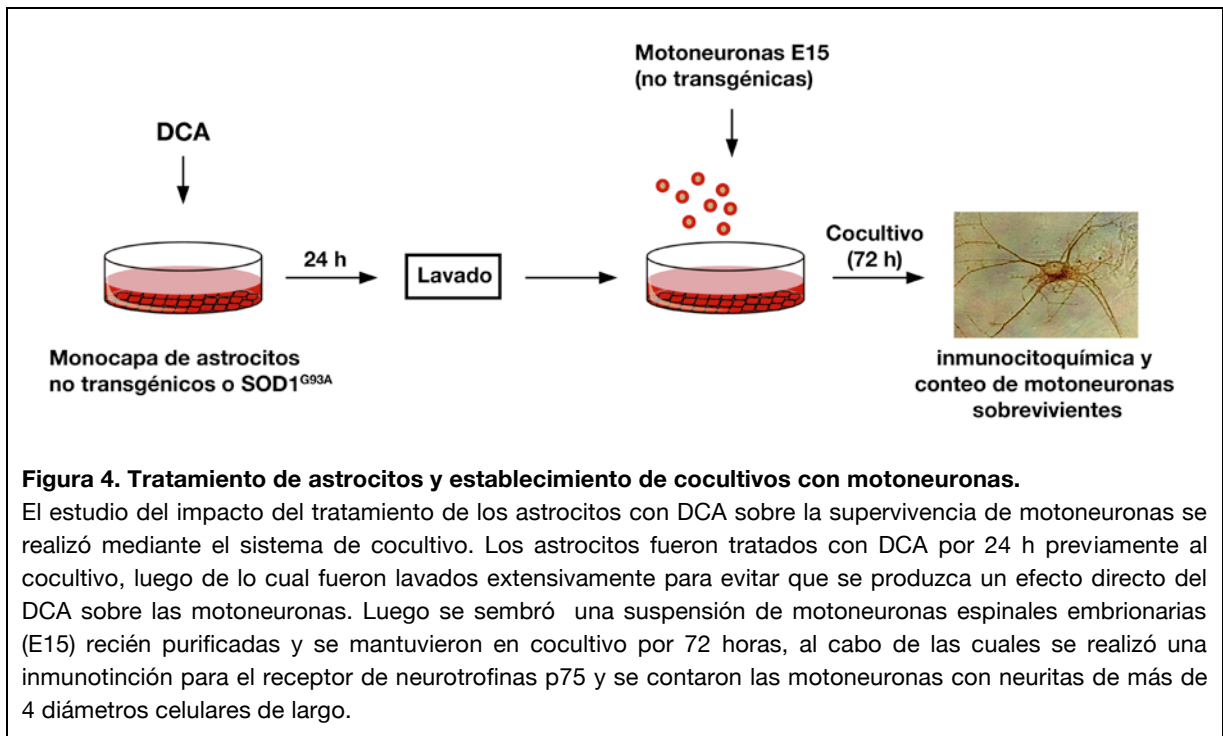 Motoneuronas E15
(no transgénicas)
DCA
24 h
Lavado
Cocultivo
(72 h)
Monocapa de astrocitos
no transgénicos o SOD1G93A
inmunocitoquímica y
conteo de motoneuronas
sobrevivientes
Figura 4. Tratamiento de astrocitos y establecimiento de cocultivos con motoneuronas.
El estudio del impacto del tratamiento de los astrocitos con DCA sobre la supervivencia de motoneuronas se
realizó mediante el sistema de cocultivo. Los astrocitos fueron tratados con DCA por 24 h previamente al
cocultivo, luego de lo cual fueron lavados extensivamente para evitar que se produzca un efecto directo del
DCA sobre las motoneuronas. Luego se sembró una suspensión de motoneuronas espinales embrionarias
(E15) recién purificadas y se mantuvieron en cocultivo por 72 horas, al cabo de las cuales se realizó una
inmunotinción para el receptor de neurotrofinas p75 y se contaron las motoneuronas con neuritas de más de
4 diámetros celulares de largo.